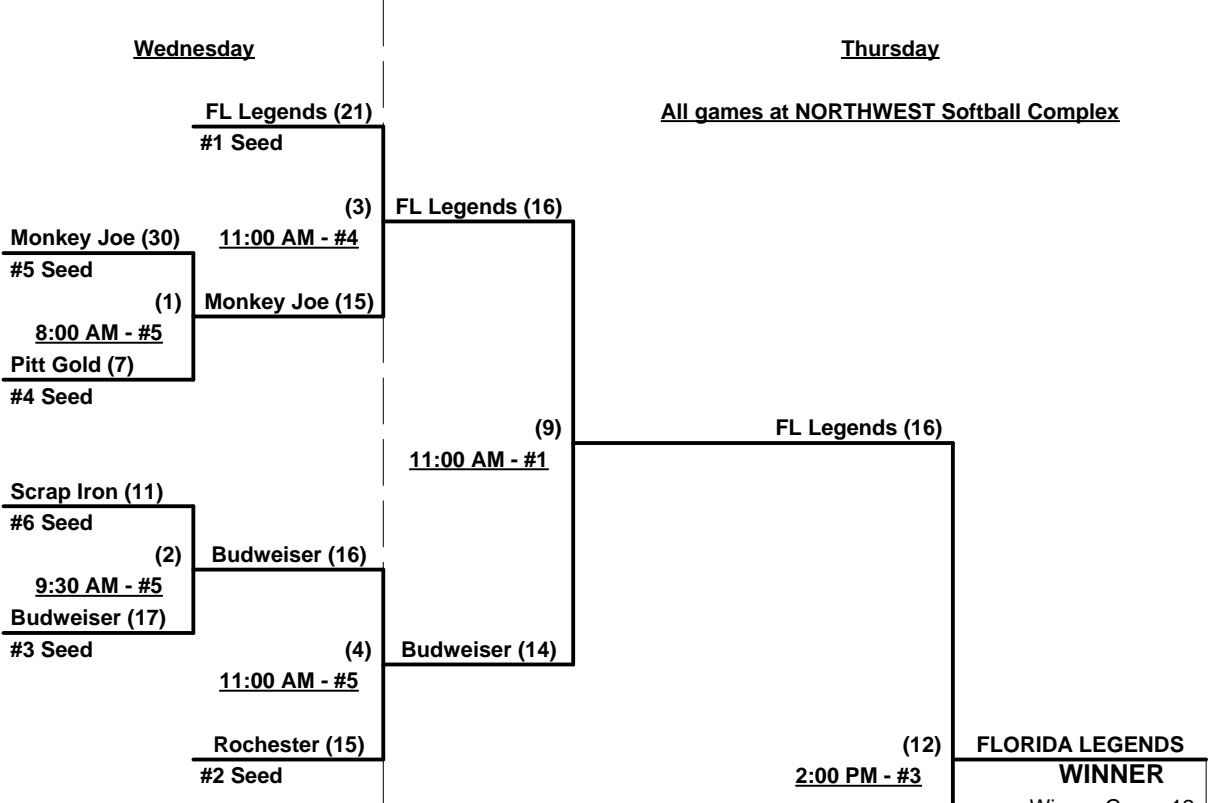 Wednesday
Thursday
FL Legends (21)
All games at NORTHWEST Softball Complex
#1 Seed
(3)
FL Legends (16)
Monkey Joe (30)
11:00 AM - #4
#5 Seed
(1)
Monkey Joe (15)
8:00 AM - #5
Pitt Gold (7)
#4 Seed
(9)
FL Legends (16)
11:00 AM - #1
Scrap Iron (11)
#6 Seed
(2)
Budweiser (16)
9:30 AM - #5
Budweiser (17)
#3 Seed
(4)
Budweiser (14)
11:00 AM - #5
Rochester (15)
(12)
FLORIDA LEGENDS
#2 Seed
2:00 PM - #3
WINNER